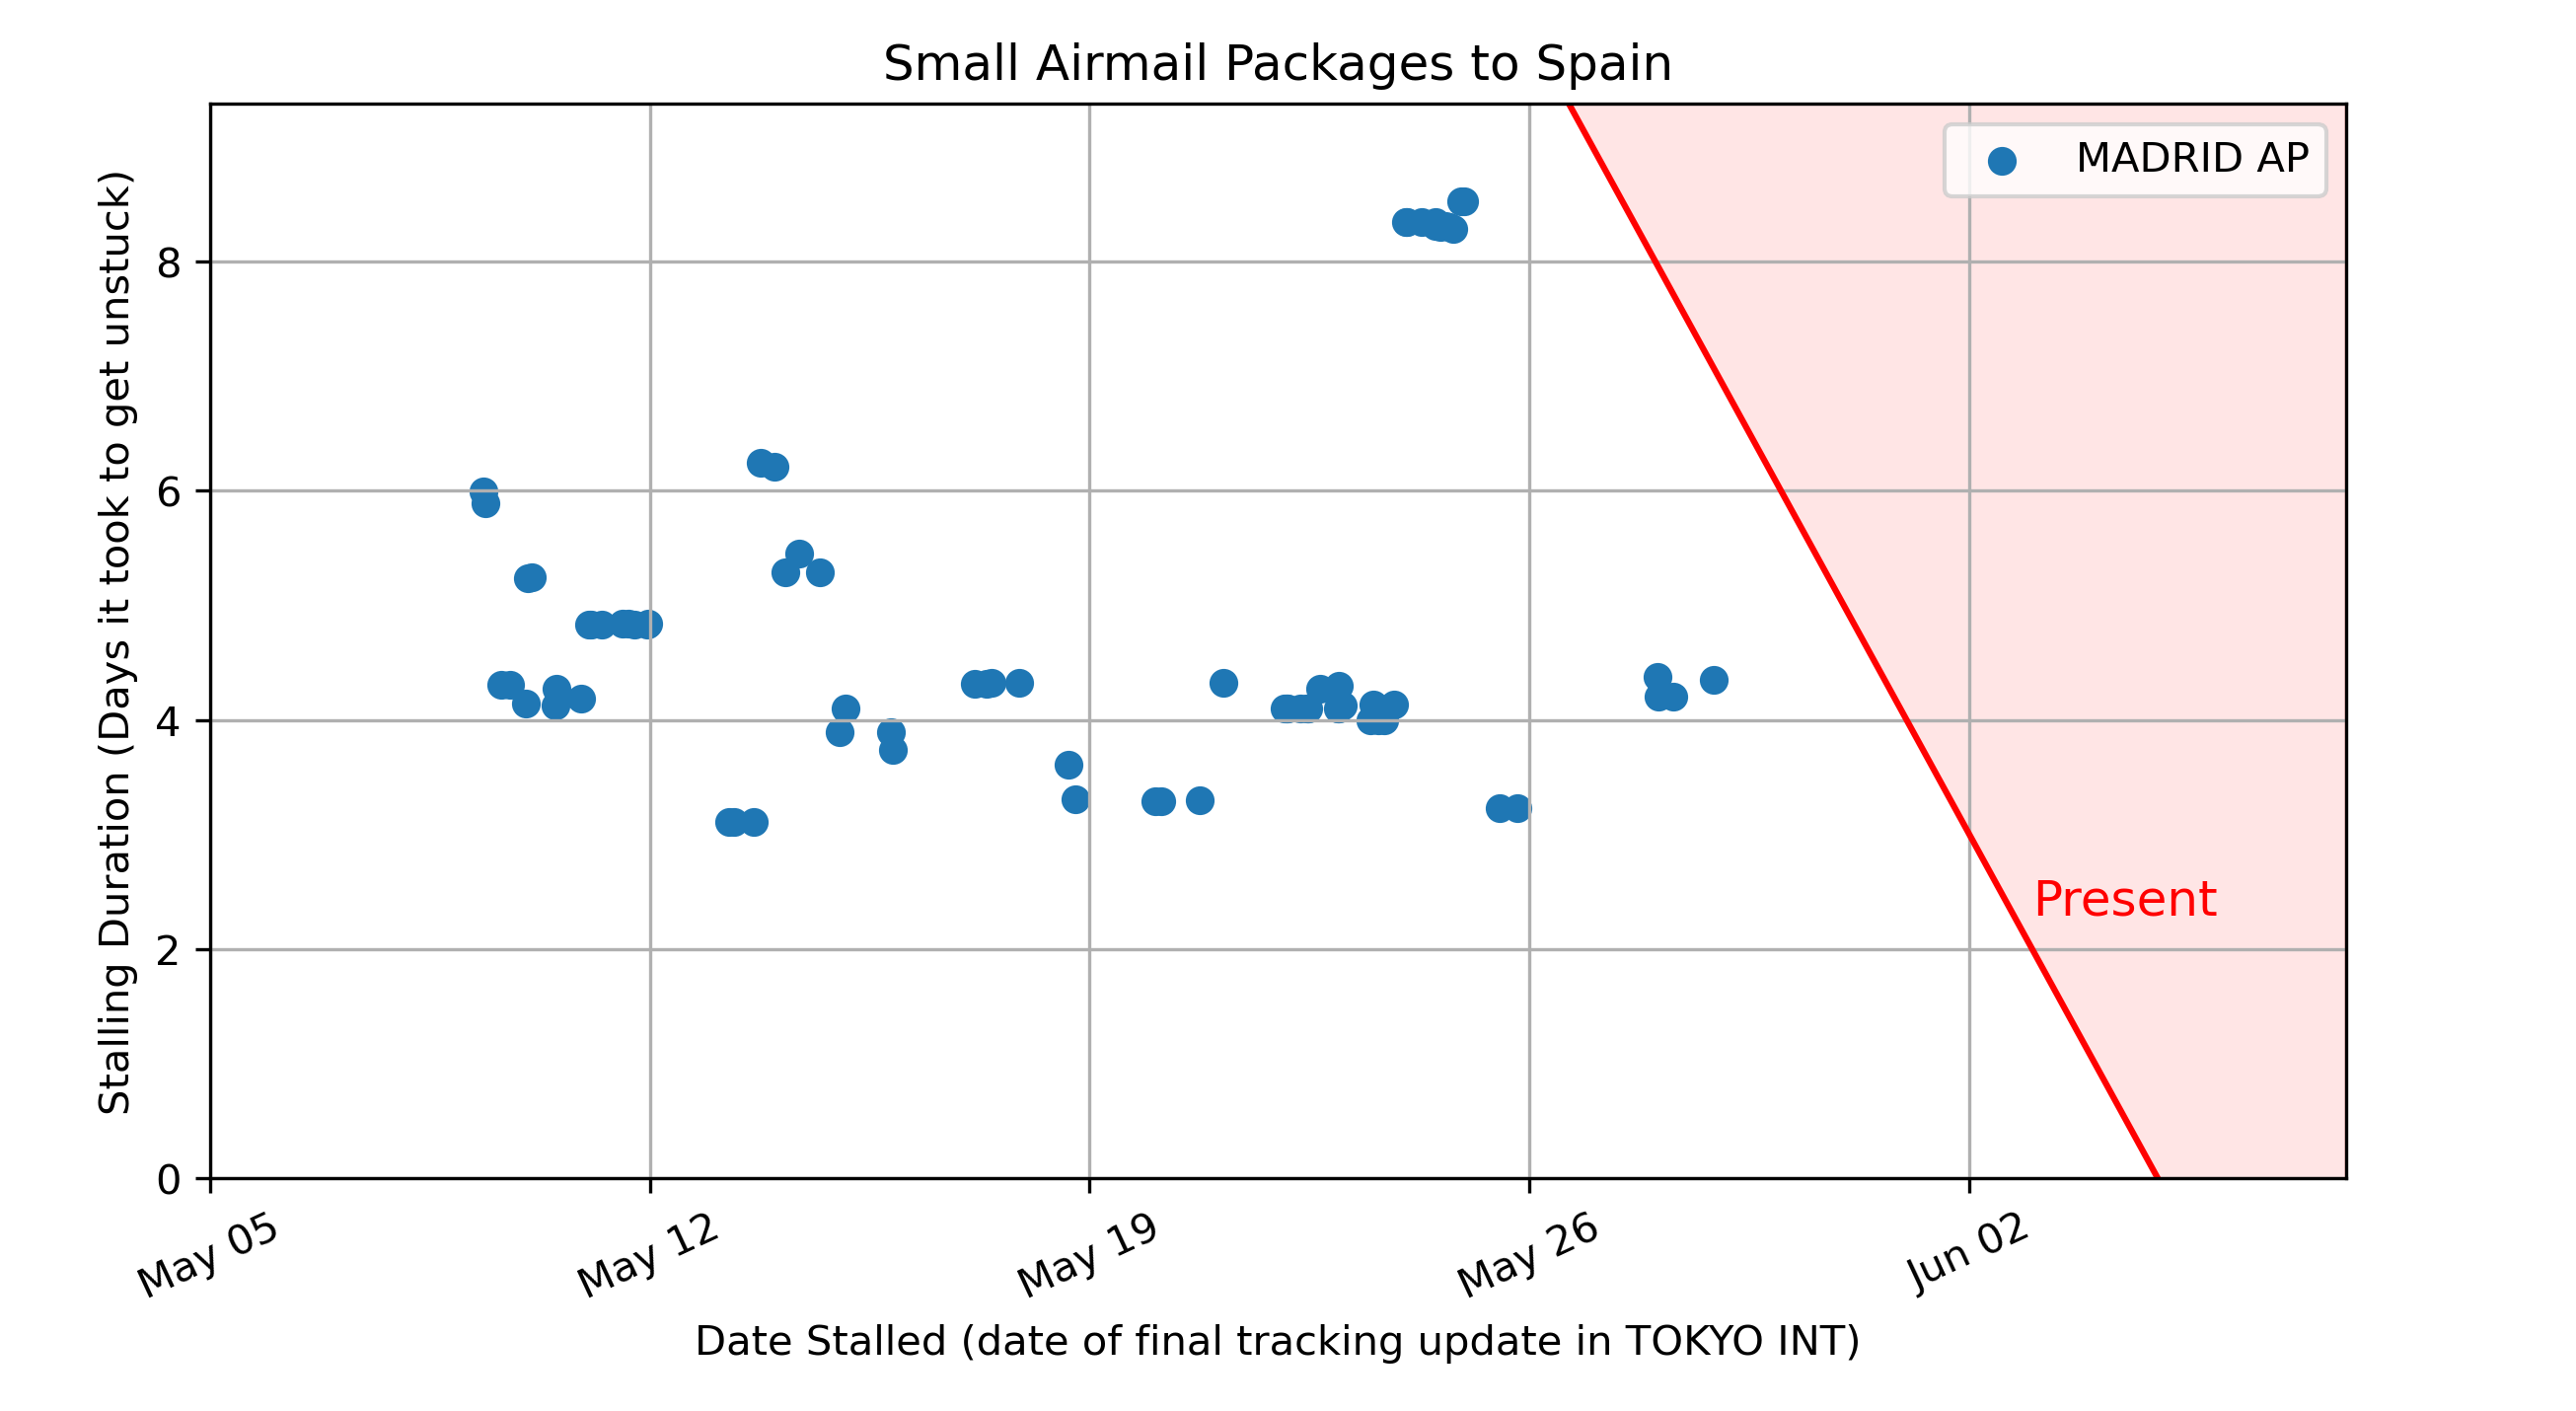 Small Airmail Packages to Spain
MADRID AP
Stalling Duration (Days it took to get unstuck)
8
6
4
2
0
Present
May 05
May 12
May 19
May 26
Jun 02
Date Stalled (date of final tracking update in TOKYO INT)